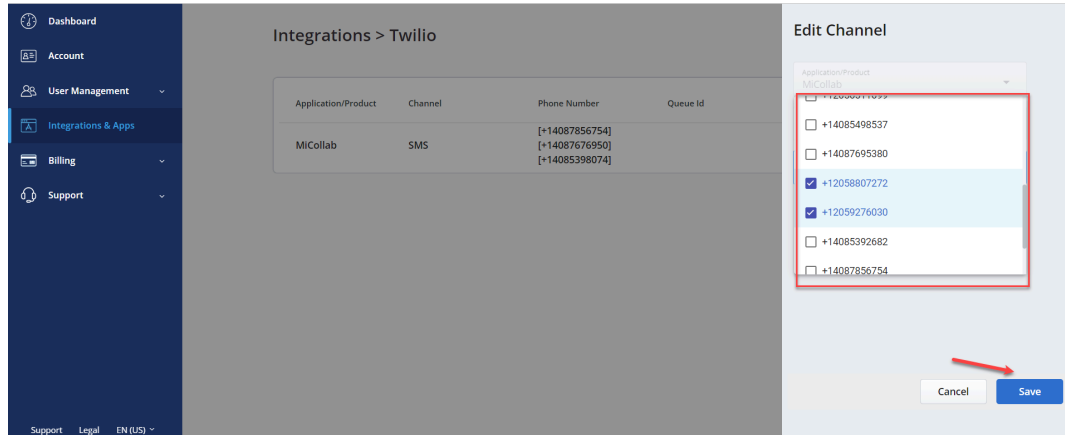 Dashboard
Account
User Management
Integrations & Apps
Billing
Support
Support Legal EN (US)
Integrations > Twilio
Application/Product Channel Phone Number Queue Id
MiCollab SMS [+14087856754]
[+14087676950]
[+14085398074]
Edit Channel
Application/Product
MiCollab
+14085498537
+14087695380
+12058807272
+12059276030
+14085392682
+14087856754
Cancel Save